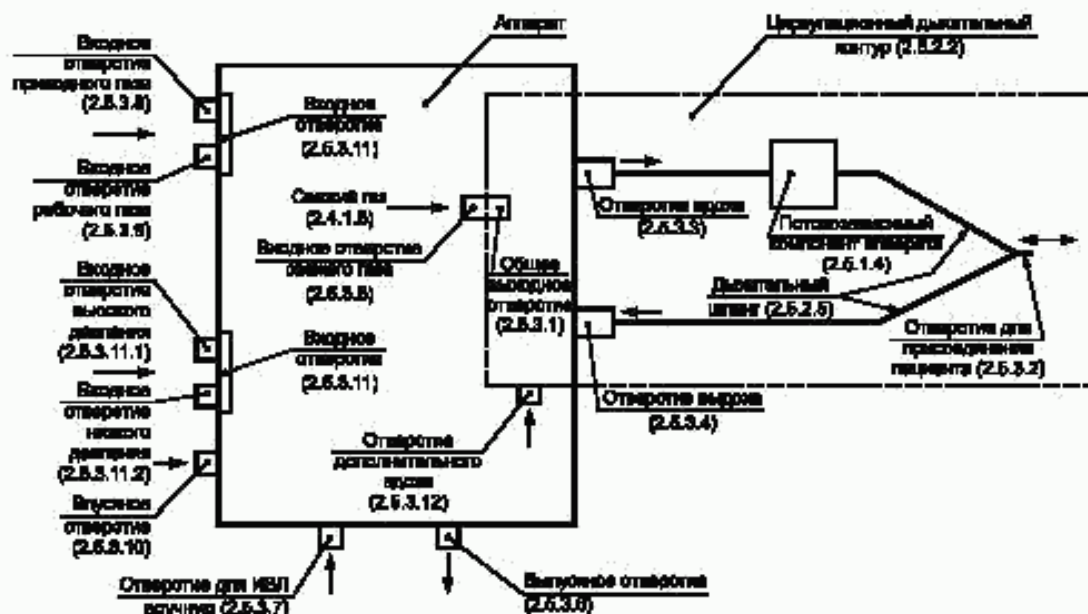 Входное
отверстие
приводного газа
(2.5.3.8)
Аппарат
Циркуляционный дыхательный
контур (2.5.2.2)
Входное
отверстие
(2.5.3.11)
Входное
отверстие
рабочего газа
(2.5.3.9)
Свежий газ
(2.4.1.5)
Входное отверстие
свежего газа
(2.5.3.5)
Общее
выходное
отверстие
(2.5.3.1)
Отверстие вдоха
(2.5.3.3)
Потокозависимый
компонент аппарата
(2.5.1.4)
Дыхательный
шланг (2.5.2.5)
Отверстие для
присоединения
пациента (2.5.3.2)
Входное
отверстие
высокого
давления
(2.5.3.11.1)
Входное
отверстие
(2.5.3.11)
Входное
отверстие
низкого
давления
(2.5.3.11.2)
Отверстие выдоха
(2.5.3.4)
Отверстие
дополнительного
вдоха
(2.5.3.12)
Впускное
отверстие
(2.5.3.10)
Отверстие для ИВЛ
вручную (2.5.3.7)
Выпускное отверстие
(2.5.3.6)